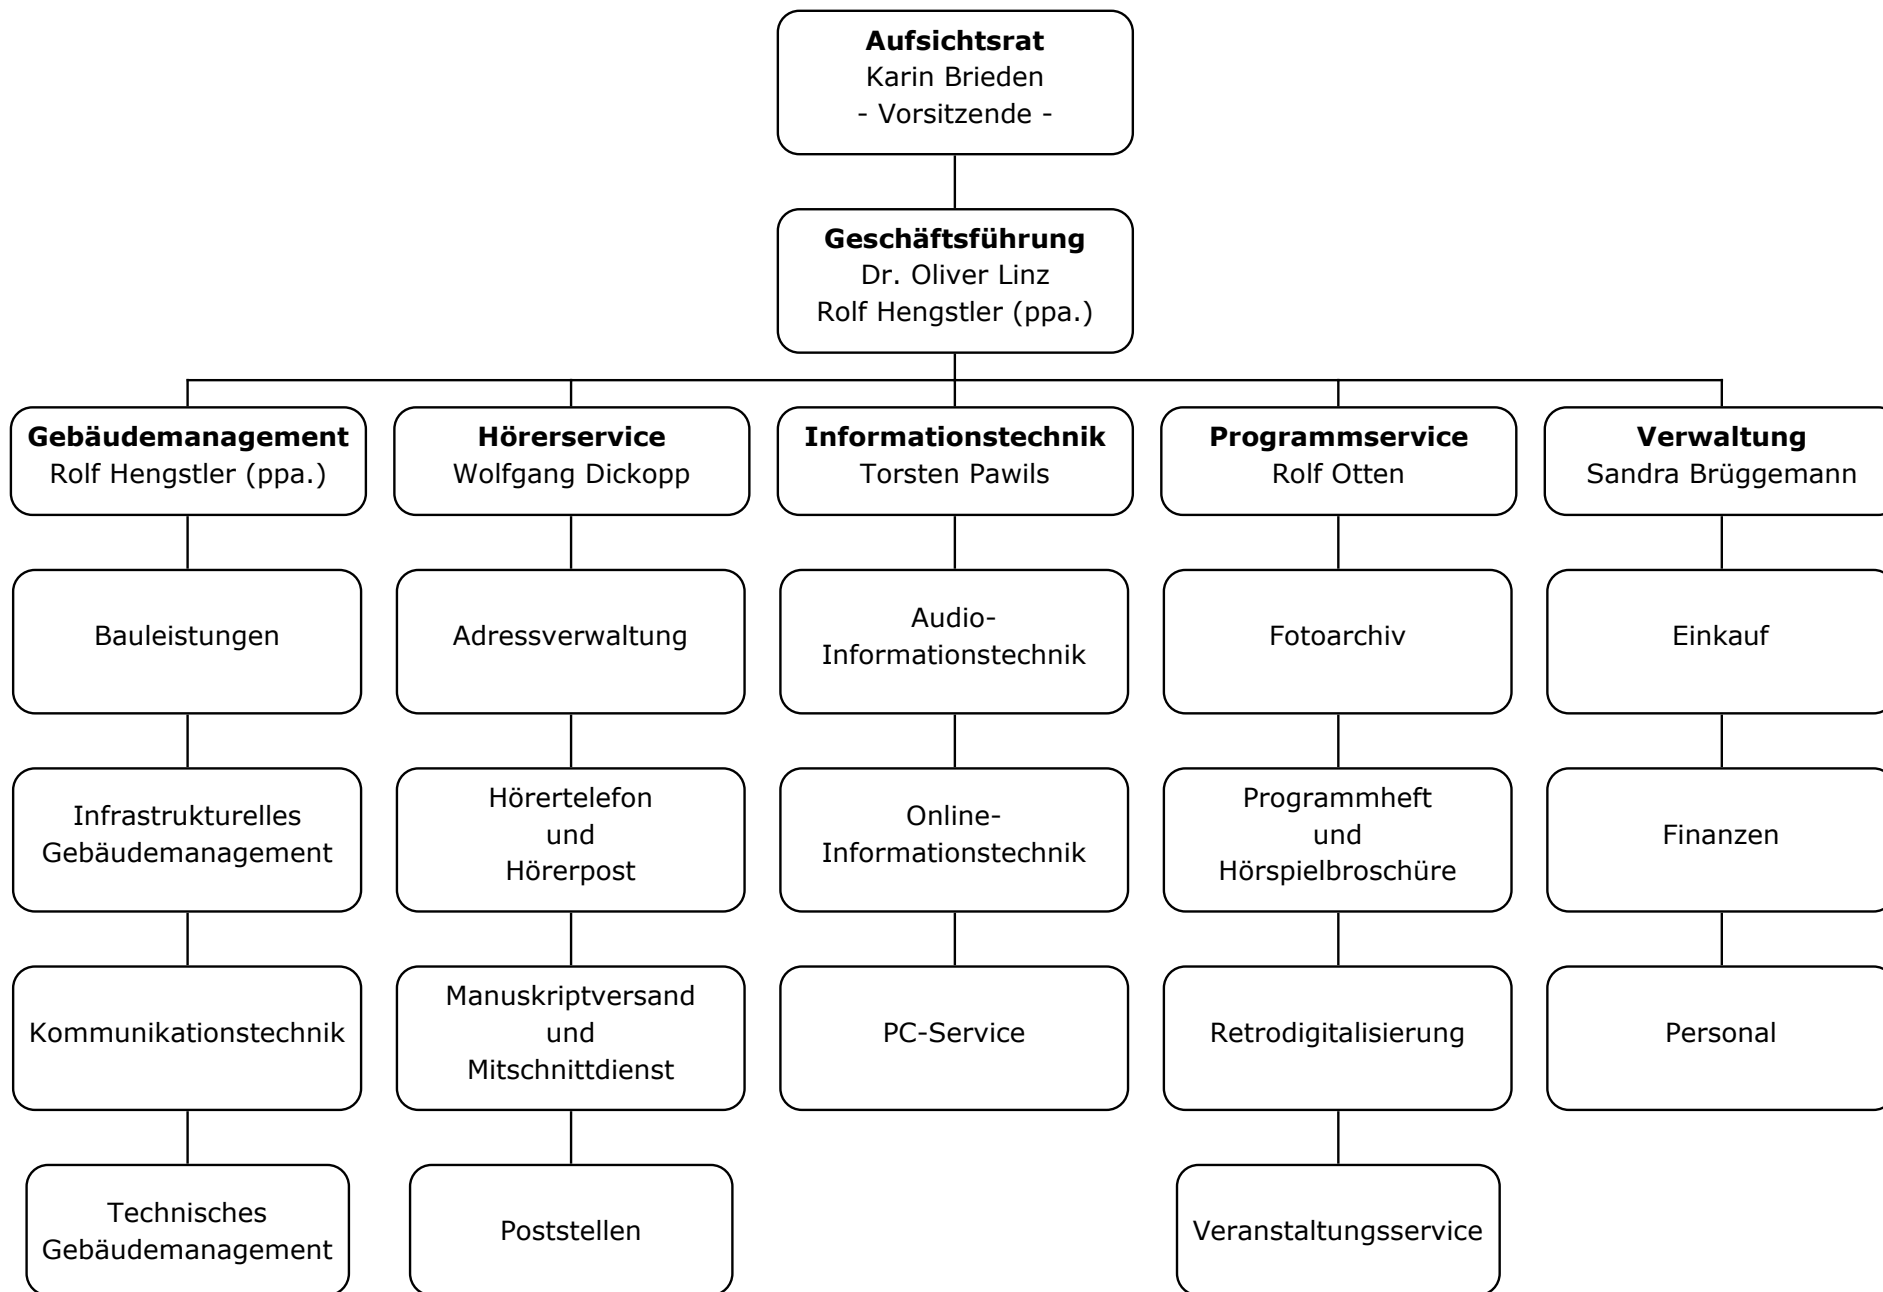 Aufsichtsrat
Karin Brieden
- Vorsitzende -
Geschäftsführung
Dr. Oliver Linz
Rolf Hengstler (ppa.)
Gebäudemanagement
Rolf Hengstler (ppa.)
Hörerservice
Wolfgang Dickopp
Informationstechnik
Torsten Pawils
Programmservice
Rolf Otten
Verwaltung
Sandra Brüggemann
Bauleistungen
Adressverwaltung
Audio-
Informationstechnik
Fotoarchiv
Einkauf
Infrastrukturelles
Gebäudemanagement
Hörertelefon
und
Hörerpost
Online-
Informationstechnik
Programmheft
und
Hörspielbroschüre
Finanzen
Kommunikationstechnik
Manuskriptversand
und
Mitschnittdienst
PC-Service
Retrodigitalisierung
Personal
Technisches
Gebäudemanagement
Poststellen
Veranstaltungsservice